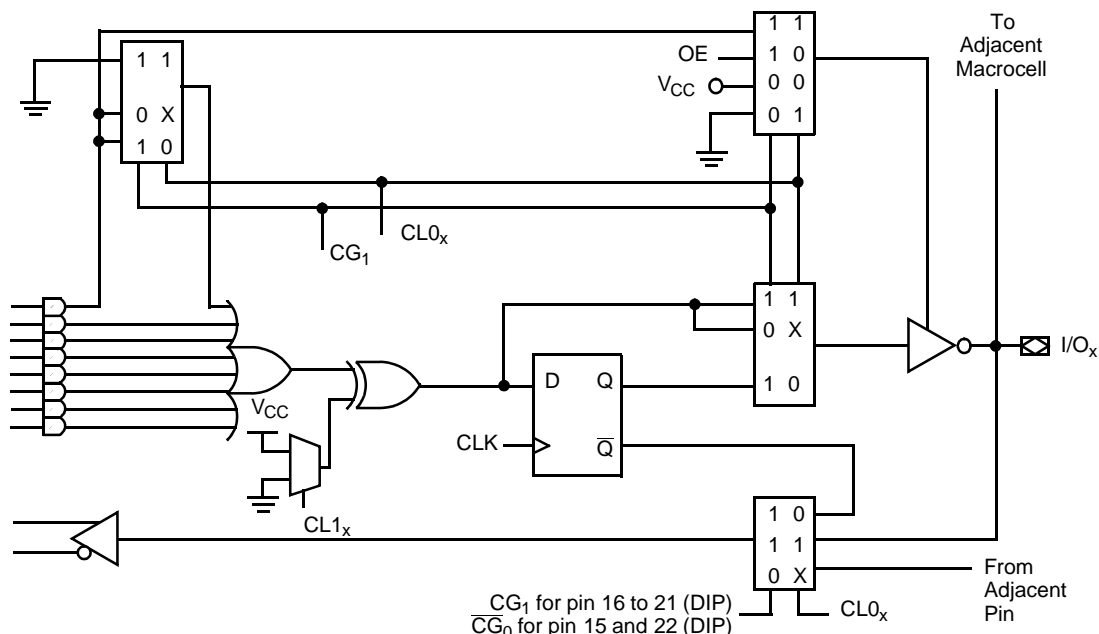 To
Adjacent
Macrocell
1 1
OE
1 0
V_CC
0 0
0 1
1 1
0 X
1 0
CL0_x
CG_1
1 1
0 X
1 0
I/O_x
V_CC
D Q
CLK
Q̅
CL1_x
1 0
1 1
0 X
From
Adjacent
Pin
CG_1 for pin 16 to 21 (DIP)
C̅G̅_0 for pin 15 and 22 (DIP)
CL0_x